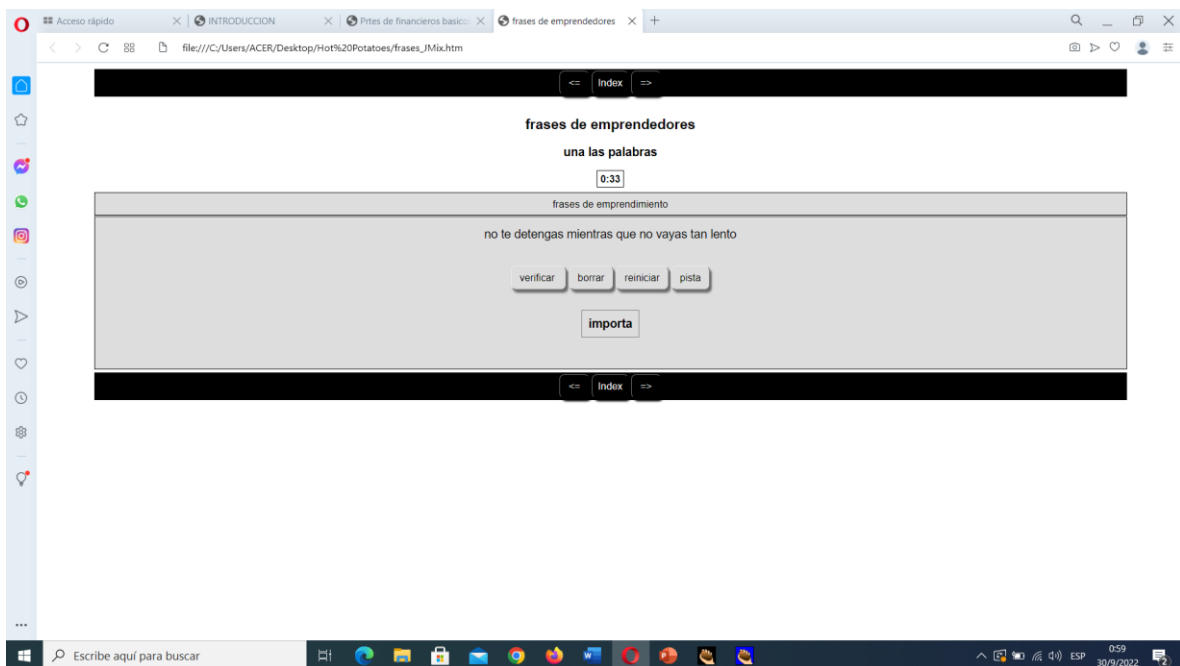 Acceso rápido INTRODUCCION Prtes de financieros basico frases de emprendedores
file:///C:/Users/ACER/Desktop/Hot%20Potatoes/frases_JMix.htm
<= Index =>
frases de emprendedores
una las palabras
0:33
frases de emprendimiento
no te detengas mientras que no vayas tan lento
verificar borrar reiniciar pista
importa
<= Index =>
Escribe aquí para buscar
ESP 0:59
30/9/2022
2